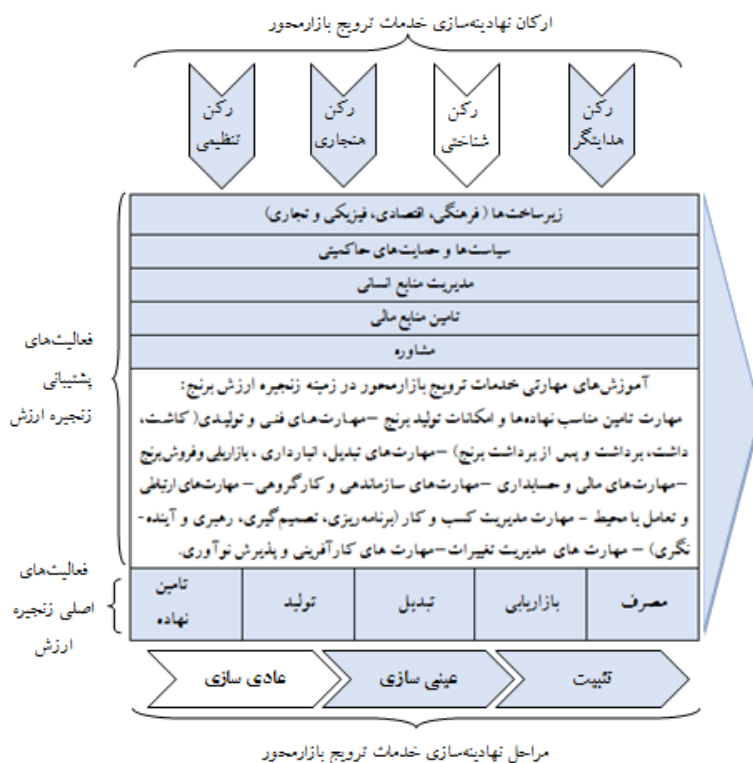 ارکان نهادینه‌سازی خدمات ترویج بازارمحور
رکن
هدایتگر
رکن
شناختی
رکن
هنجاری
رکن
تنظیمی
زیرساخت‌ها (فرهنگی، اقتصادی، فیزیکی و تجاری)
سیاست‌ها و حمایت‌های حاکمیتی
مدیریت منابع انسانی
تامین منابع مالی
مشاوره
آموزش‌های مهارتی خدمات ترویج بازارمحور در زمینه زنجیره ارزش برنج:
مهارت تامین مناسب نهاده‌ها و امکانات تولید برنج –مهارت‌های فنی و تولیدی( کاشت،
داشت، برداشت و پس از برداشت برنج) –مهارت‌های تبدیل، انبارداری ، بازاریابی وفروش‌برنج
–مهارت‌های مالی و حسابداری –مهارت‌های سازماندهی و کارگروهی– مهارت‌های ارتباطی
و تعامل با محیط - مهارت مدیریت کسب و کار (برنامه‌ریزی، تصمیم‌گیری، رهبری و آینده-
نگری) – مهارت های مدیریت تغییرات–مهارت های کارآفرینی و پذیرش نوآوری.
فعالیت‌های
پشتیبانی
زنجیره ارزش
فعالیت‌های
اصلی زنجیره
ارزش
مصرف
بازاریابی
تبدیل
تولید
تامین
نهاده
عادی سازی
عینی سازی
تثبیت
مراحل نهادینه‌سازی خدمات ترویج بازارمحور